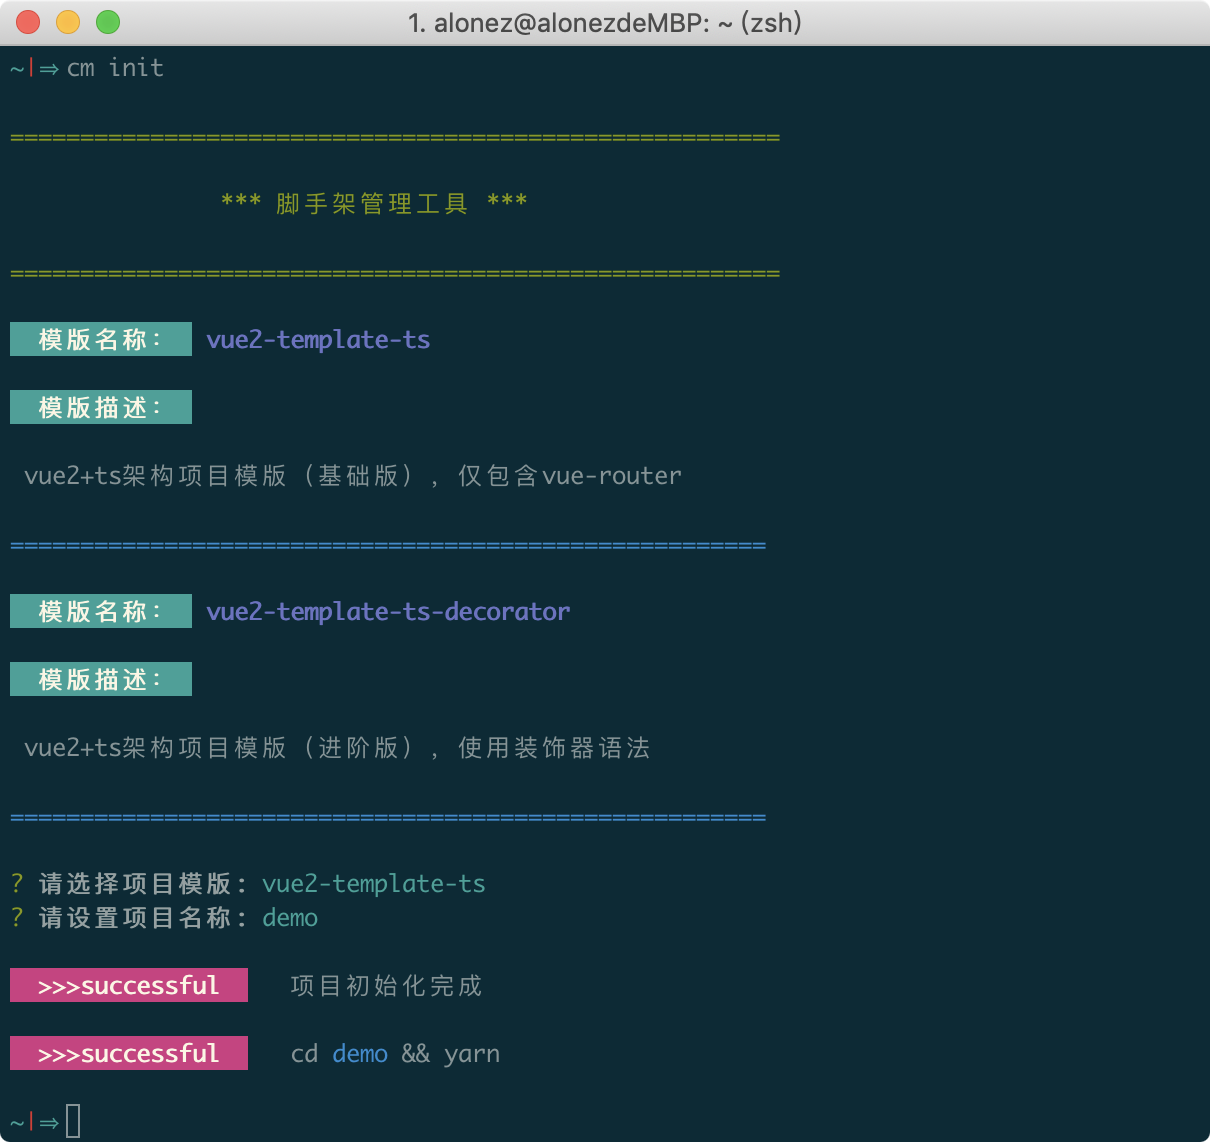 1. alonez@alonezdeMBP: ~ (zsh)
~|⇒ cm init
=======================================================
*** 脚手架管理工具 ***
=======================================================
模版名称： vue2-template-ts
模版描述：
vue2+ts架构项目模版（基础版），仅包含vue-router
======================================================
模版名称： vue2-template-ts-decorator
模版描述：
vue2+ts架构项目模版（进阶版），使用装饰器语法
======================================================
? 请选择项目模版：vue2-template-ts
? 请设置项目名称：demo
>>>successful 项目初始化完成
>>>successful cd demo && yarn
~|⇒